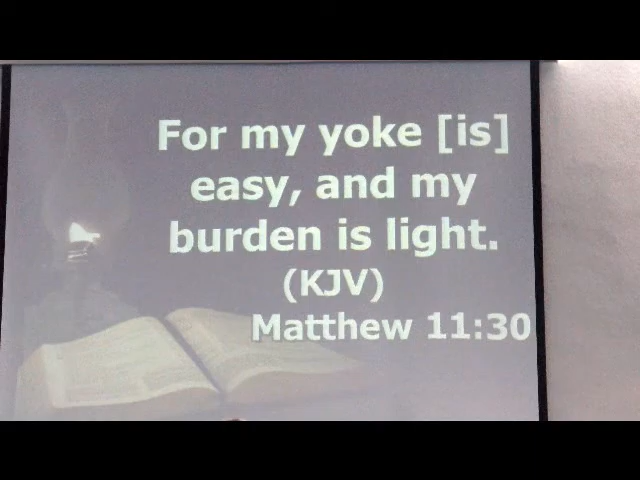 For my yoke [is]
easy, and my
burden is light.
(KJV)
Matthew 11:30